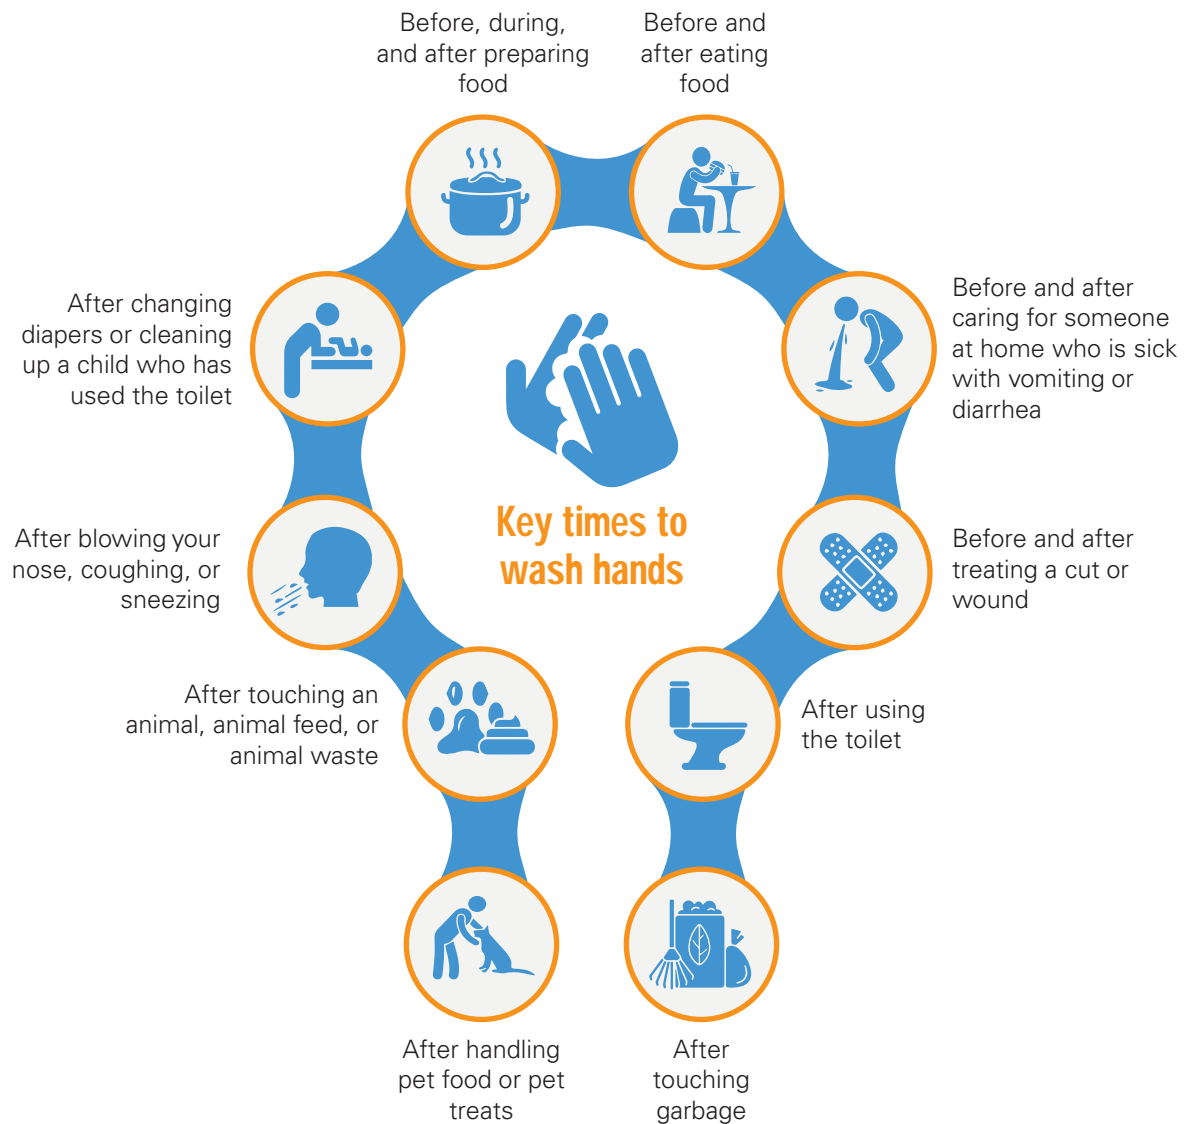 Before, during,
and after preparing
food
Before and
after eating
food
Before and after
caring for someone
at home who is sick
with vomiting or
diarrhea
Before and after
treating a cut or
wound
After using
the toilet
After
touching
garbage
After handling
pet food or pet
treats
After touching an
animal, animal feed, or
animal waste
After blowing your
nose, coughing, or
sneezing
After changing
diapers or cleaning
up a child who has
used the toilet
Key times to
wash hands